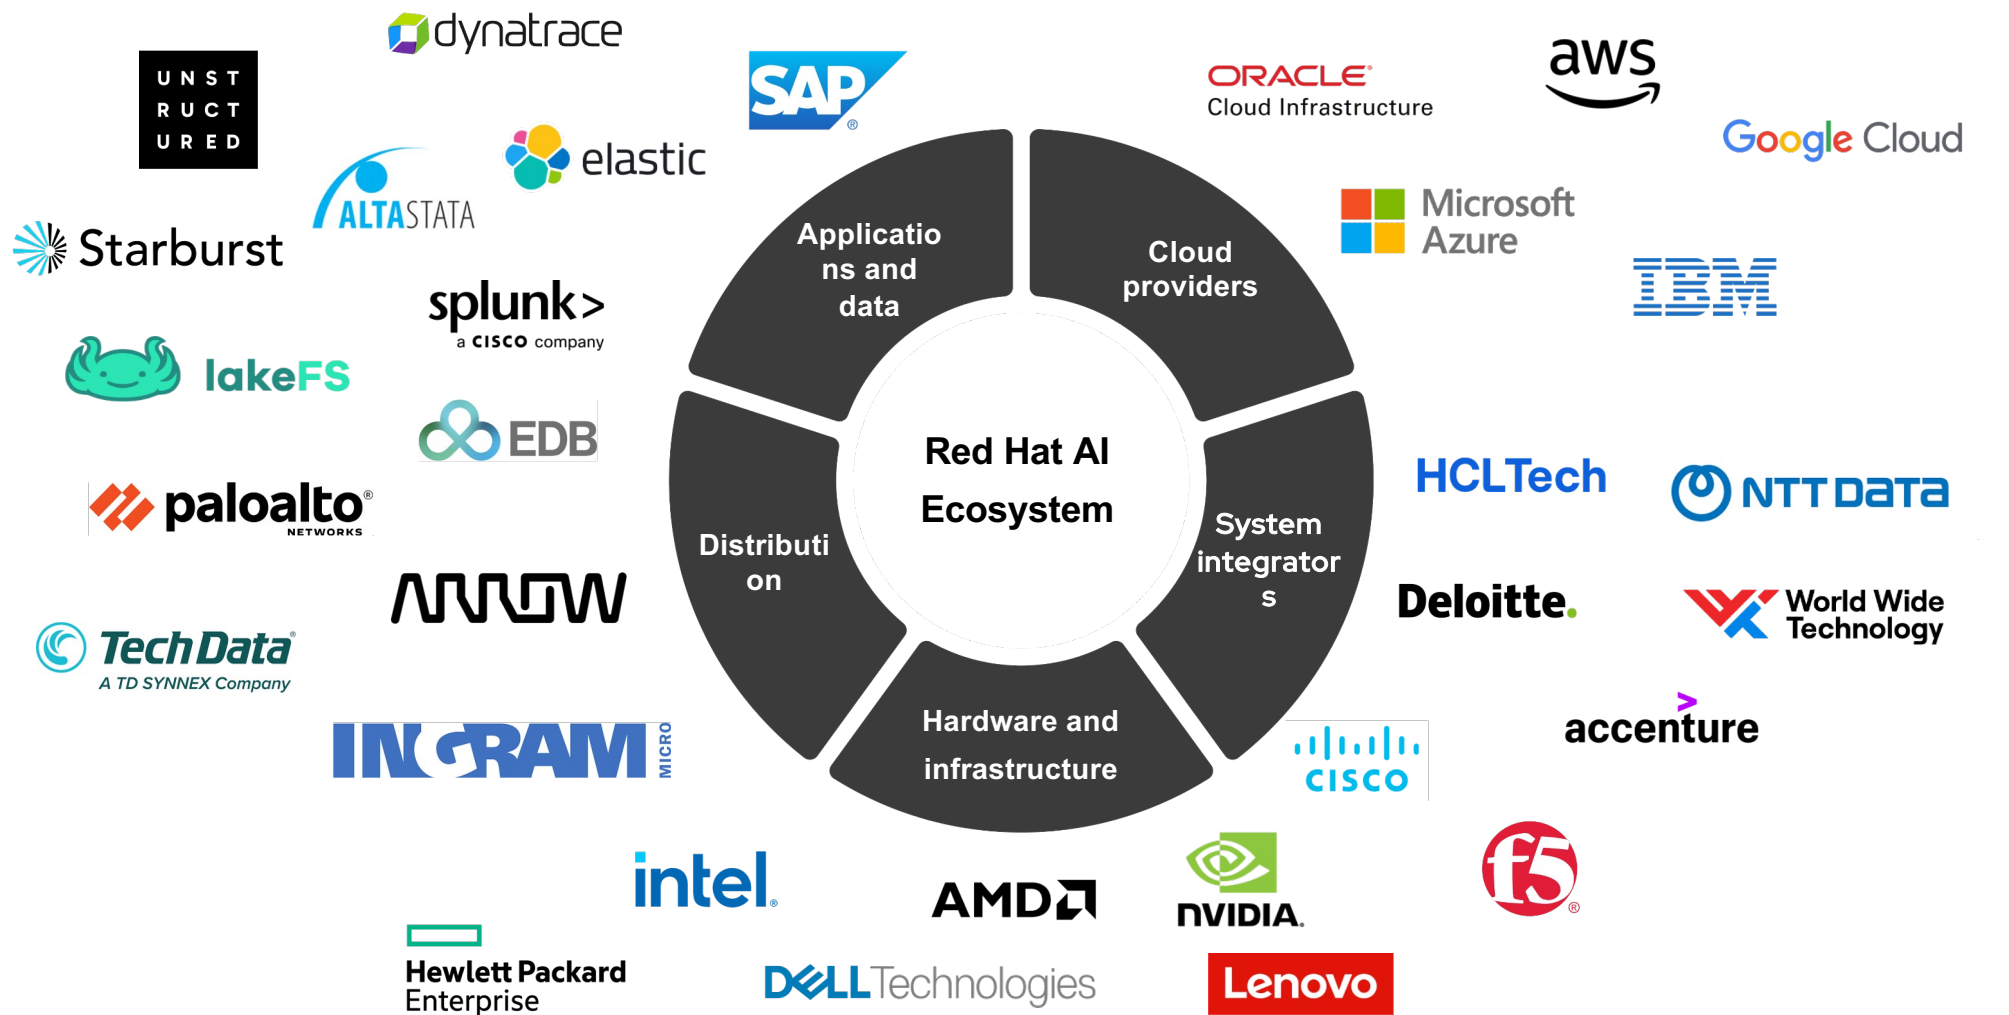 dynatrace
UNST
RUCT
URED
SAP®
ORACLE®
Cloud Infrastructure
aws
Google Cloud
elastic
ALTASTATA
Microsoft
Azure
Starburst
Applicatio
ns and
data
Cloud
providers
IBM
splunk>
a CISCO company
lakeFS
EDB
Red Hat AI
Ecosystem
HCLTech
NTT DATA
paloalto®
NETWORKS
Distributi
on
System
integrator
s
ARROW
Deloitte.
World Wide
Technology
Tech Data®
A TD SYNNEX Company
INGRAM MICRO
Hardware and
infrastructure
accenture
CISCO
intel®
AMD
NVIDIA.
f5®
Hewlett Packard
Enterprise
DELL Technologies
Lenovo